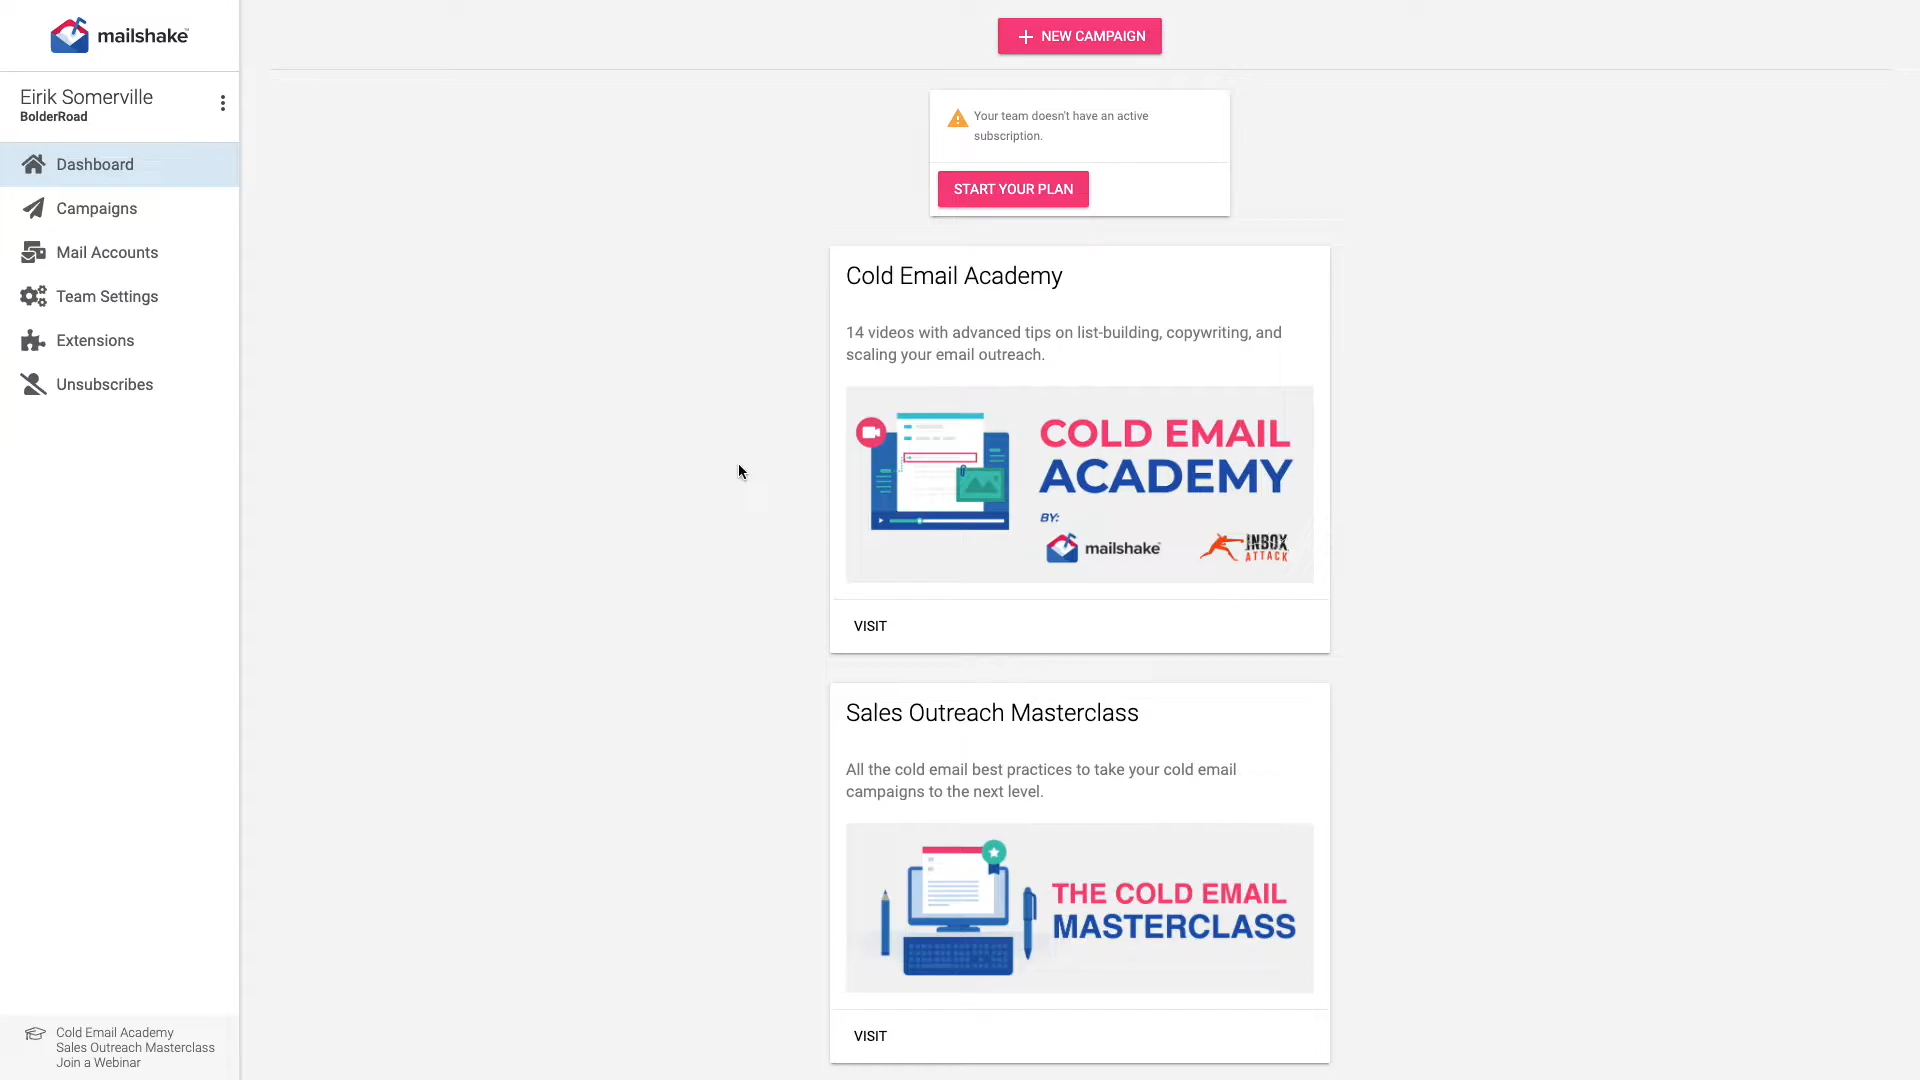 mailshake
Eirik Somerville
BolderRoad
Dashboard
Campaigns
Mail Accounts
Team Settings
Extensions
Unsubscribes
Cold Email Academy
Sales Outreach Masterclass
Join a Webinar
NEW CAMPAIGN
Your team doesn't have an active
subscription.
START YOUR PLAN
Cold Email Academy
14 videos with advanced tips on list-building, copywriting, and
scaling your email outreach.
COLD EMAIL
ACADEMY
BY:
mailshake
INBOX
ATTACK
VISIT
Sales Outreach Masterclass
All the cold email best practices to take your cold email
campaigns to the next level.
THE COLD EMAIL
MASTERCLASS
VISIT